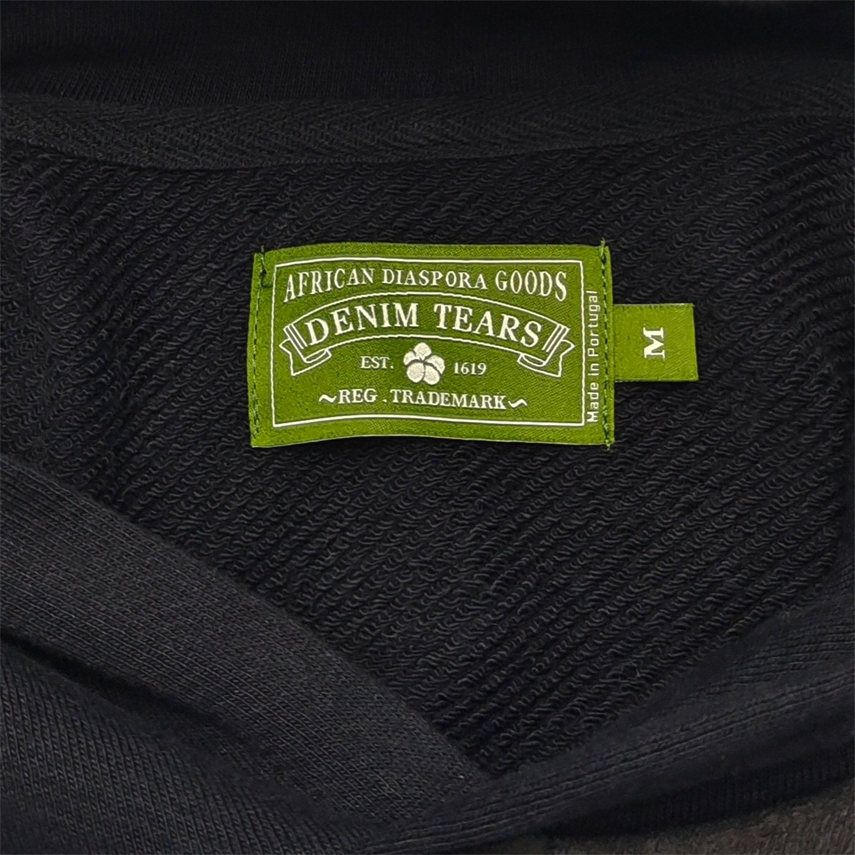 AFRICAN DIASPORA GOODS
DENIM TEARS
EST. 1619
~REG . TRADEMARK~
Made in Portugal
M